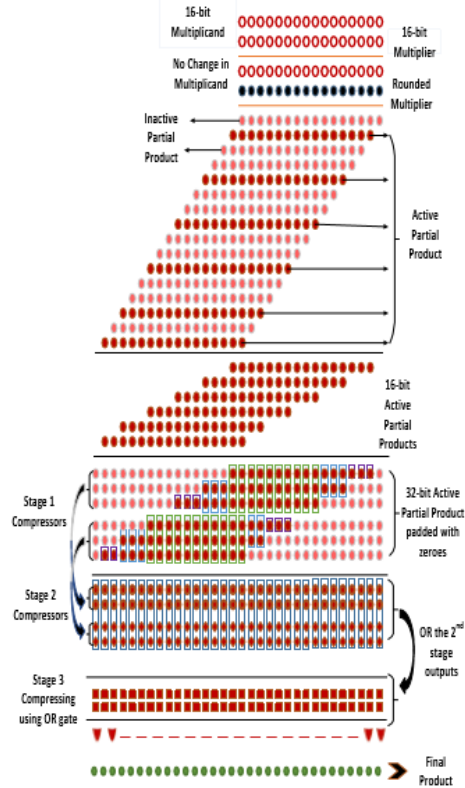 16-bit
Multiplicand
16-bit
Multiplier
No Change in
Multiplicand
Rounded
Multiplier
Inactive
Partial
Product
Active
Partial
Product
16-bit
Active
Partial
Products
Stage 1
Compressors
32-bit Active
Partial Product
padded with
zeroes
Stage 2
Compressors
OR the 2nd
stage
outputs
Stage 3
Compressing
using OR gate
Final
Product